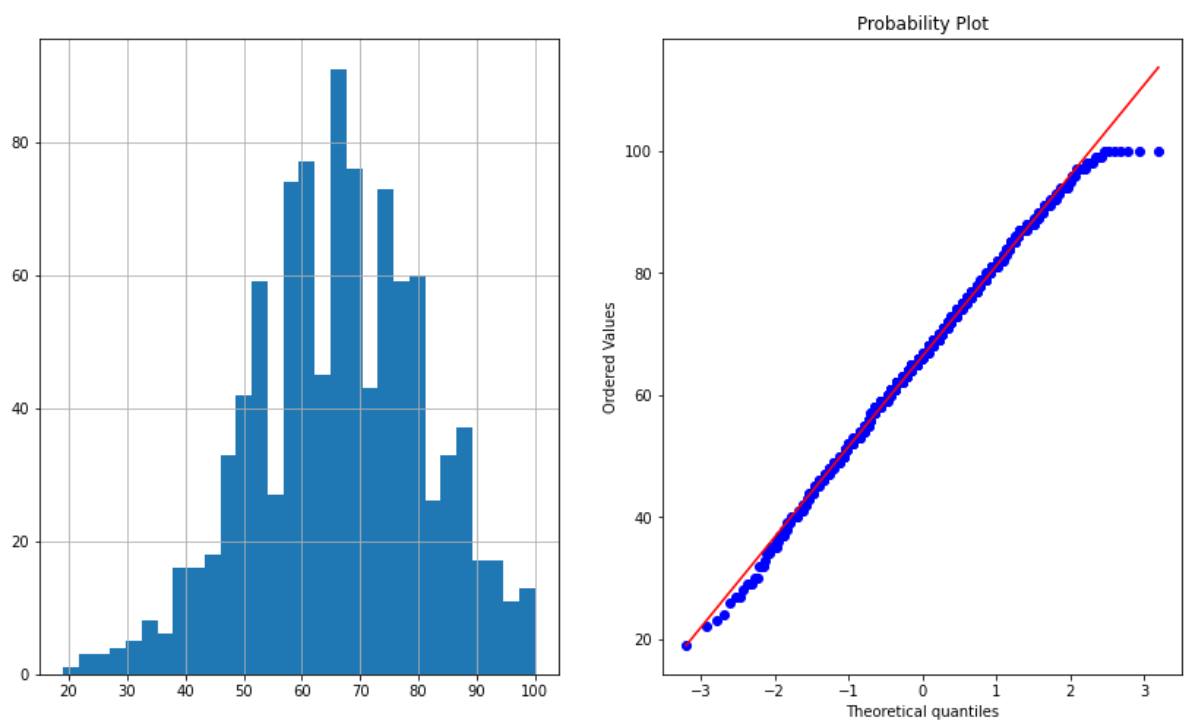 80
60
40
20
0
20 30 40 50 60 70 80 90 100
Probability Plot
Ordered Values
100
80
60
40
20
−3 −2 −1 0 1 2 3
Theoretical quantiles